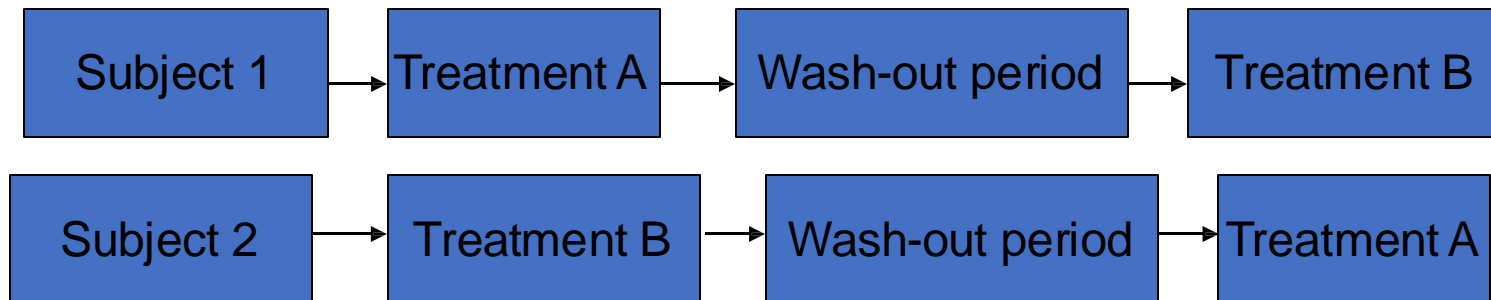 Subject 1 Treatment A Wash-out period Treatment B
Subject 2 Treatment B Wash-out period Treatment A